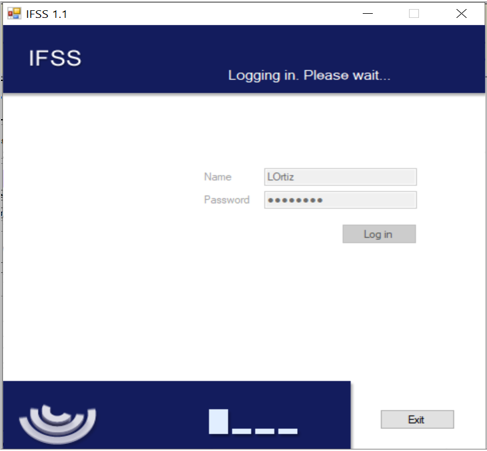 IFSS 1.1
IFSS
Logging in. Please wait...
Name LOrtiz
Password ●●●●●●●●
Log in
Exit